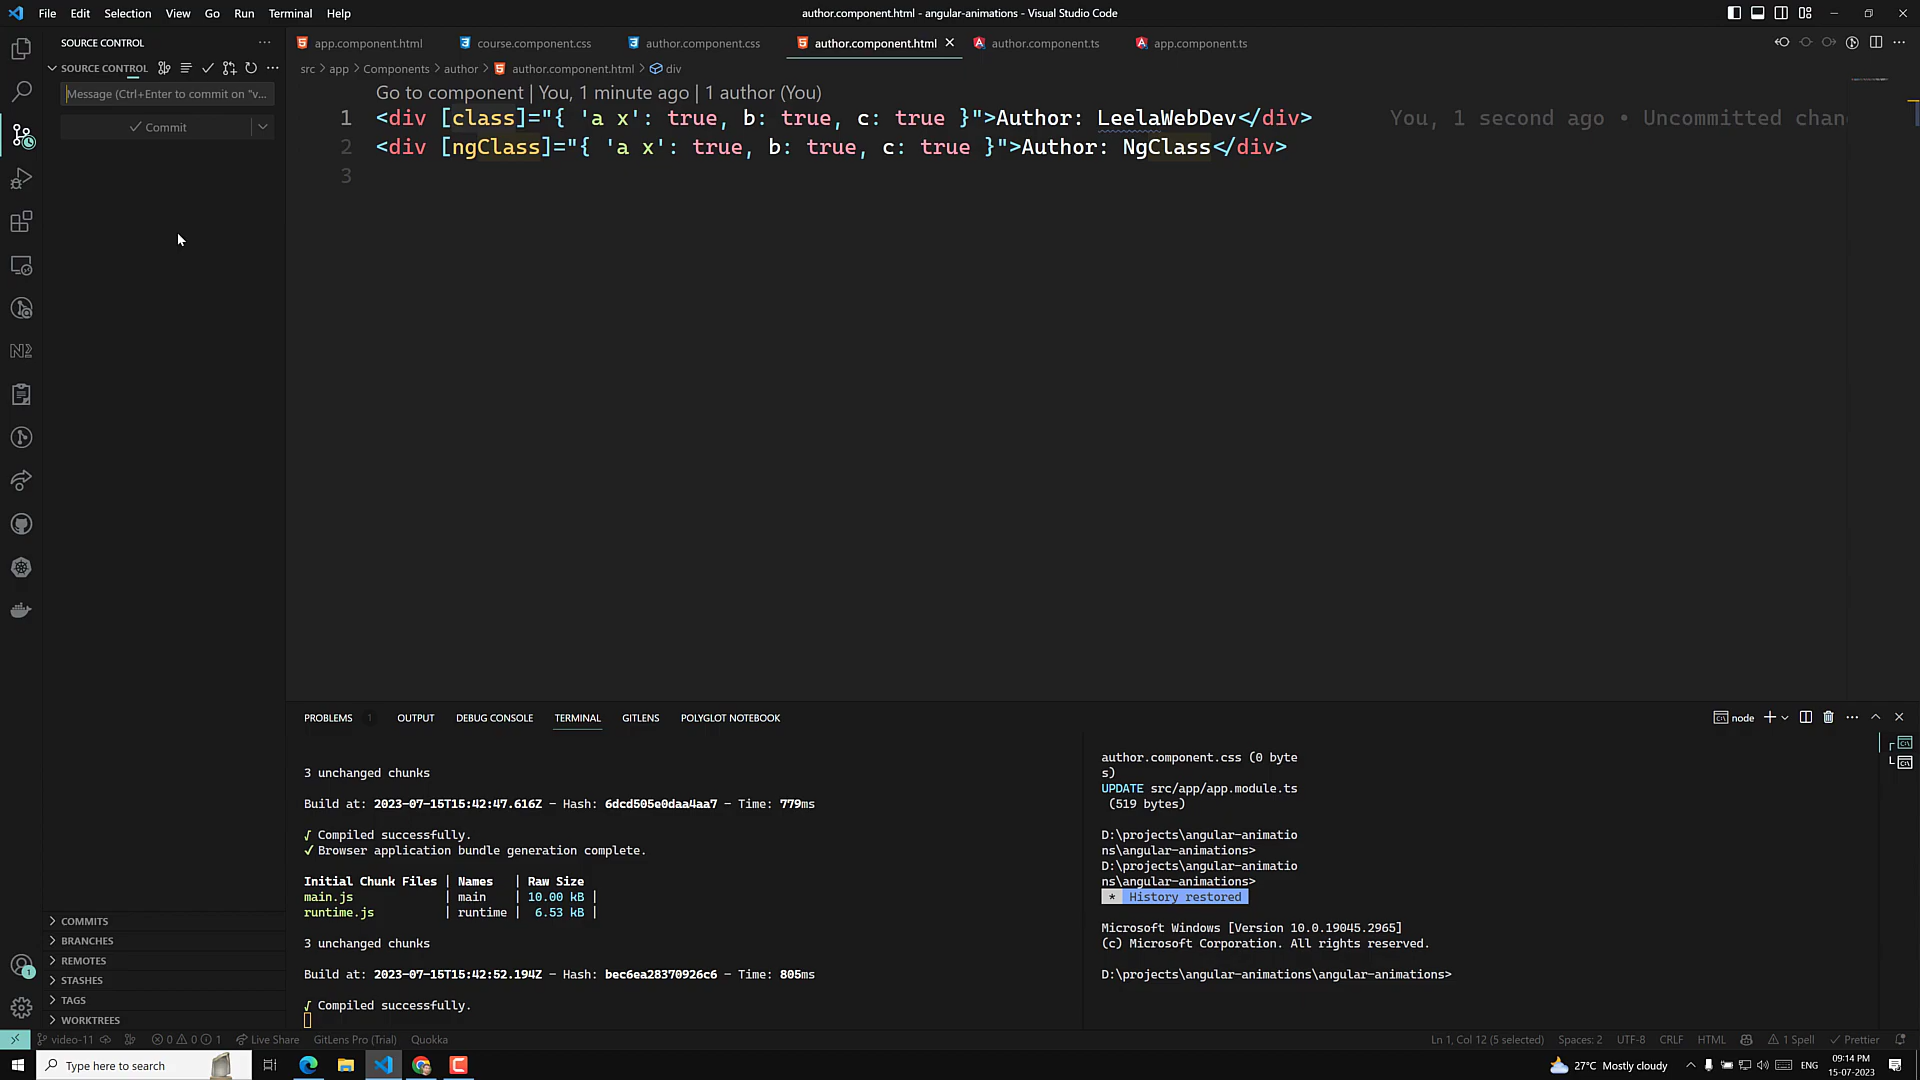 File Edit Selection View Go Run Terminal Help
author.component.html - angular-animations - Visual Studio Code
SOURCE CONTROL
app.component.html
course.component.css
author.component.css
author.component.html
author.component.ts
app.component.ts
SOURCE CONTROL
src > app > Components > author > author.component.html > div
Message (Ctrl+Enter to commit on "v...
Go to component | You, 1 minute ago | 1 author (You)
Commit
1 <div [class]="{ 'a x': true, b: true, c: true }">Author: LeelaWebDev</div> You, 1 second ago • Uncommitted chan
2 <div [ngClass]="{ 'a x': true, b: true, c: true }">Author: NgClass</div>
3
PROBLEMS 1 OUTPUT DEBUG CONSOLE TERMINAL GITLENS POLYGLOT NOTEBOOK
node
3 unchanged chunks
Build at: 2023-07-15T15:42:47.616Z - Hash: 6dcd505e0daa4aa7 - Time: 779ms
√ Compiled successfully.
✓ Browser application bundle generation complete.
Initial Chunk Files | Names | Raw Size
main.js | main | 10.00 kB |
runtime.js | runtime | 6.53 kB |
3 unchanged chunks
Build at: 2023-07-15T15:42:52.194Z - Hash: bec6ea28370926c6 - Time: 805ms
√ Compiled successfully.
author.component.css (0 byte
s)
UPDATE src/app/app.module.ts
(519 bytes)
D:\projects\angular-animatio
ns\angular-animations>
D:\projects\angular-animatio
ns\angular-animations>
* History restored
Microsoft Windows [Version 10.0.19045.2965]
(c) Microsoft Corporation. All rights reserved.
D:\projects\angular-animations\angular-animations>
COMMITS
BRANCHES
REMOTES
STASHES
TAGS
WORKTREES
1
video-11 0 0 1 Live Share GitLens Pro (Trial) Quokka
Ln 1, Col 12 (5 selected) Spaces: 2 UTF-8 CRLF HTML 1 Spell Prettier
Type here to search
27°C Mostly cloudy
ENG
09:14 PM
15-07-2023